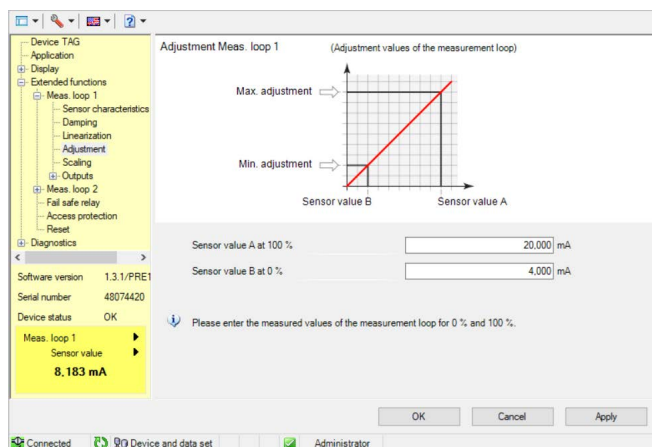 Device TAG
Application
Display
Extended functions
Meas. loop 1
Sensor characteristics
Damping
Linearization
Adjustment
Scaling
Outputs
Meas. loop 2
Fail safe relay
Access protection
Reset
Diagnostics
Software version 1.3.1/PRE1
Serial number 48074420
Device status OK
Meas. loop 1
Sensor value
8,183 mA
Adjustment Meas. loop 1 (Adjustment values of the measurement loop)
Max. adjustment
Min. adjustment
Sensor value B Sensor value A
Sensor value A at 100 % 20,000 mA
Sensor value B at 0 % 4,000 mA
Please enter the measured values of the measurement loop for 0 % and 100 %.
OK Cancel Apply
Connected Device and data set Administrator